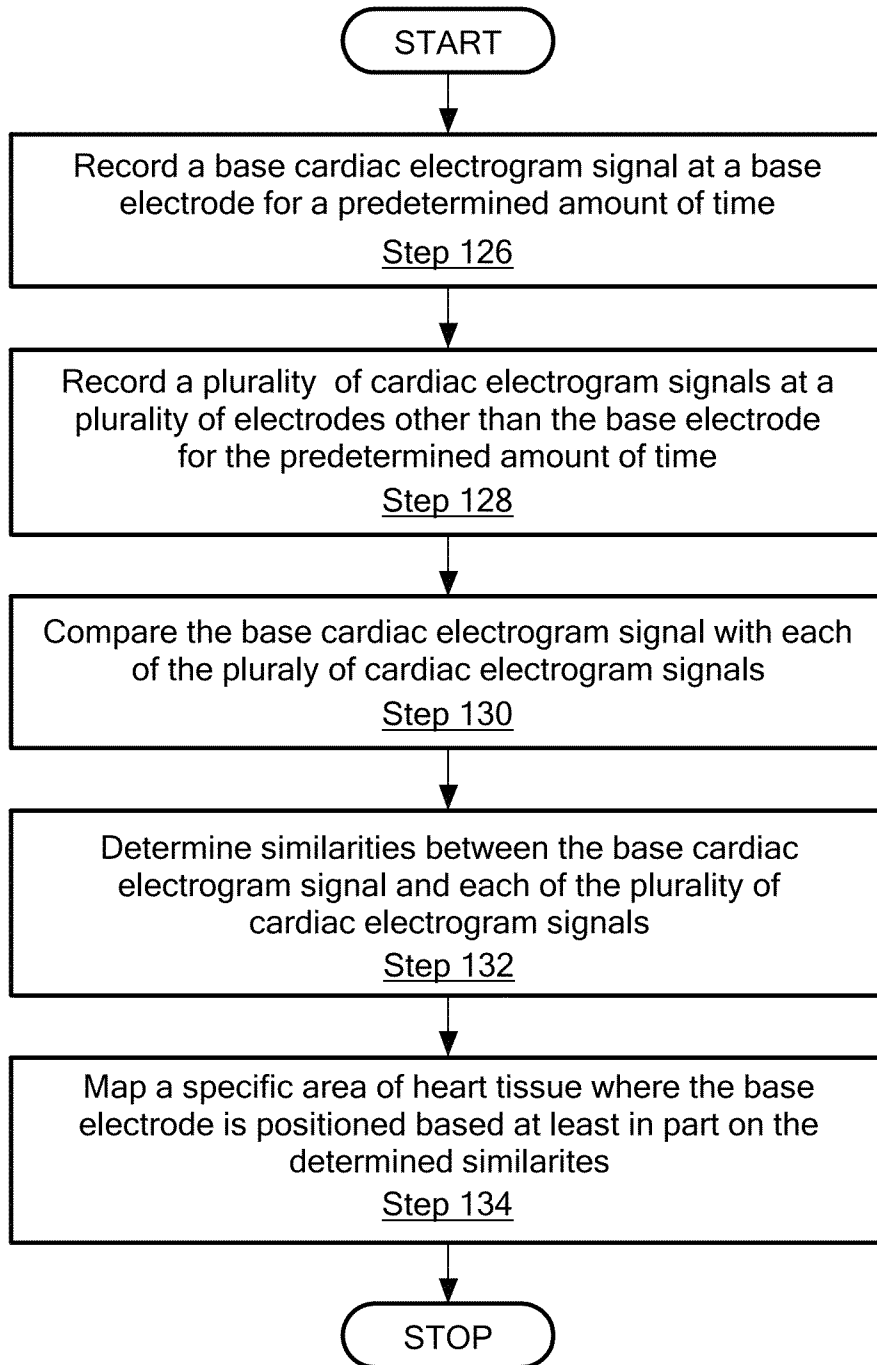 START
Record a base cardiac electrogram signal at a base
electrode for a predetermined amount of time
Step 126
Record a plurality of cardiac electrogram signals at a
plurality of electrodes other than the base electrode
for the predetermined amount of time
Step 128
Compare the base cardiac electrogram signal with each
of the pluraly of cardiac electrogram signals
Step 130
Determine similarities between the base cardiac
electrogram signal and each of the plurality of
cardiac electrogram signals
Step 132
Map a specific area of heart tissue where the base
electrode is positioned based at least in part on the
determined similarites
Step 134
STOP